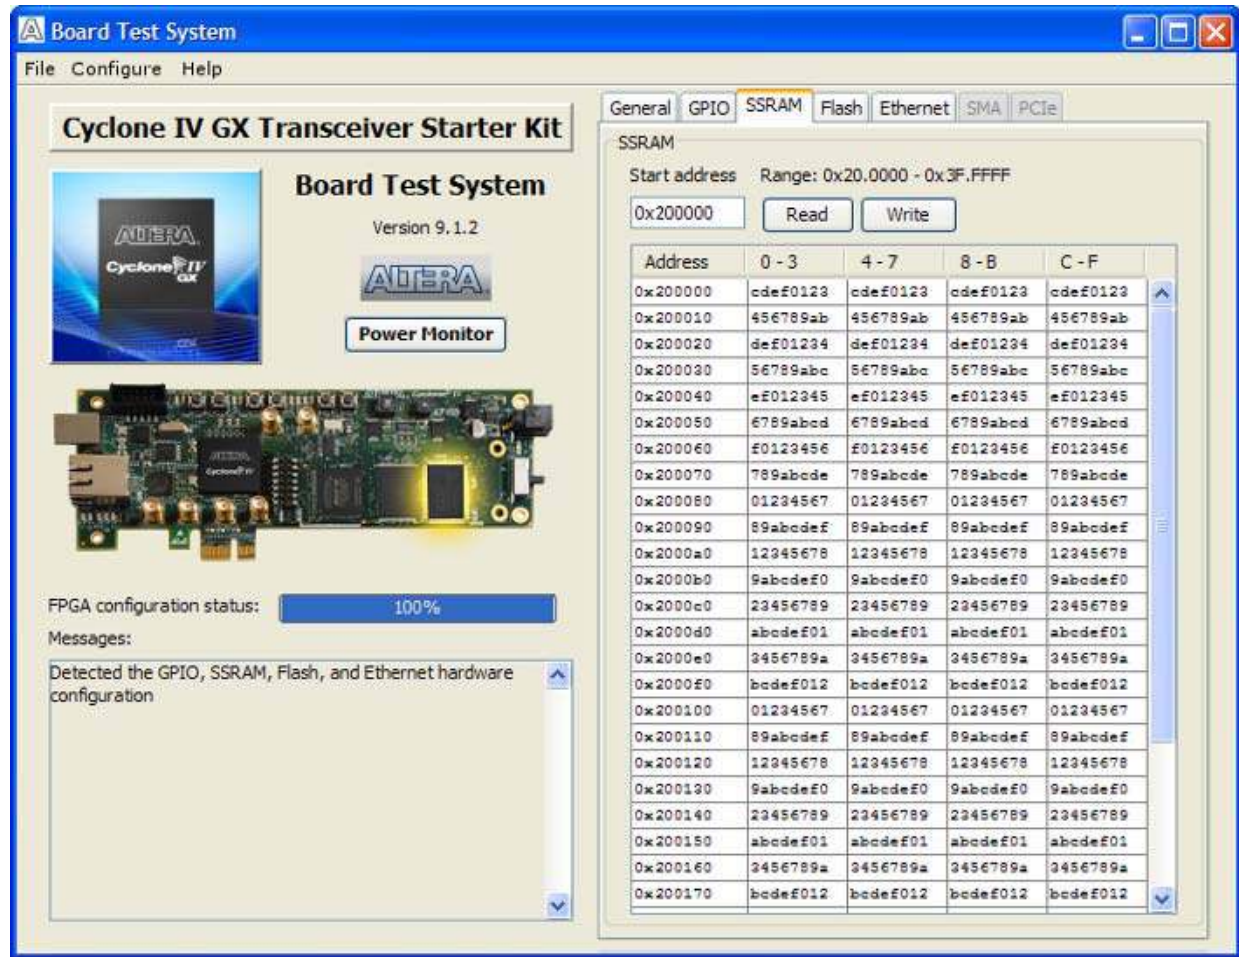 Board Test System
File Configure Help
Cyclone IV GX Transceiver Starter Kit
ALTERA
Cyclone IV
GX
Board Test System
Version 9.1.2
ALTERA
Power Monitor
ALTERA
Cyclone IV
FPGA configuration status: 100%
Messages:
Detected the GPIO, SSRAM, Flash, and Ethernet hardware
configuration
General GPIO SSRAM Flash Ethernet SMA PCIe
SSRAM
Start address Range: 0x20.0000 - 0x3F.FFFF
0x200000 Read Write
Address 0 - 3 4 - 7 8 - B C - F
0x200000 cdef0123 cdef0123 cdef0123 cdef0123
0x200010 456789ab 456789ab 456789ab 456789ab
0x200020 def01234 def01234 def01234 def01234
0x200030 56789abc 56789abc 56789abc 56789abc
0x200040 ef012345 ef012345 ef012345 ef012345
0x200050 6789abcd 6789abcd 6789abcd 6789abcd
0x200060 f0123456 f0123456 f0123456 f0123456
0x200070 789abcde 789abcde 789abcde 789abcde
0x200080 01234567 01234567 01234567 01234567
0x200090 89abcdef 89abcdef 89abcdef 89abcdef
0x2000a0 12345678 12345678 12345678 12345678
0x2000b0 9abcdef0 9abcdef0 9abcdef0 9abcdef0
0x2000c0 23456789 23456789 23456789 23456789
0x2000d0 abcdef01 abcdef01 abcdef01 abcdef01
0x2000e0 3456789a 3456789a 3456789a 3456789a
0x2000f0 bcdef012 bcdef012 bcdef012 bcdef012
0x200100 01234567 01234567 01234567 01234567
0x200110 89abcdef 89abcdef 89abcdef 89abcdef
0x200120 12345678 12345678 12345678 12345678
0x200130 9abcdef0 9abcdef0 9abcdef0 9abcdef0
0x200140 23456789 23456789 23456789 23456789
0x200150 abcdef01 abcdef01 abcdef01 abcdef01
0x200160 3456789a 3456789a 3456789a 3456789a
0x200170 bcdef012 bcdef012 bcdef012 bcdef012